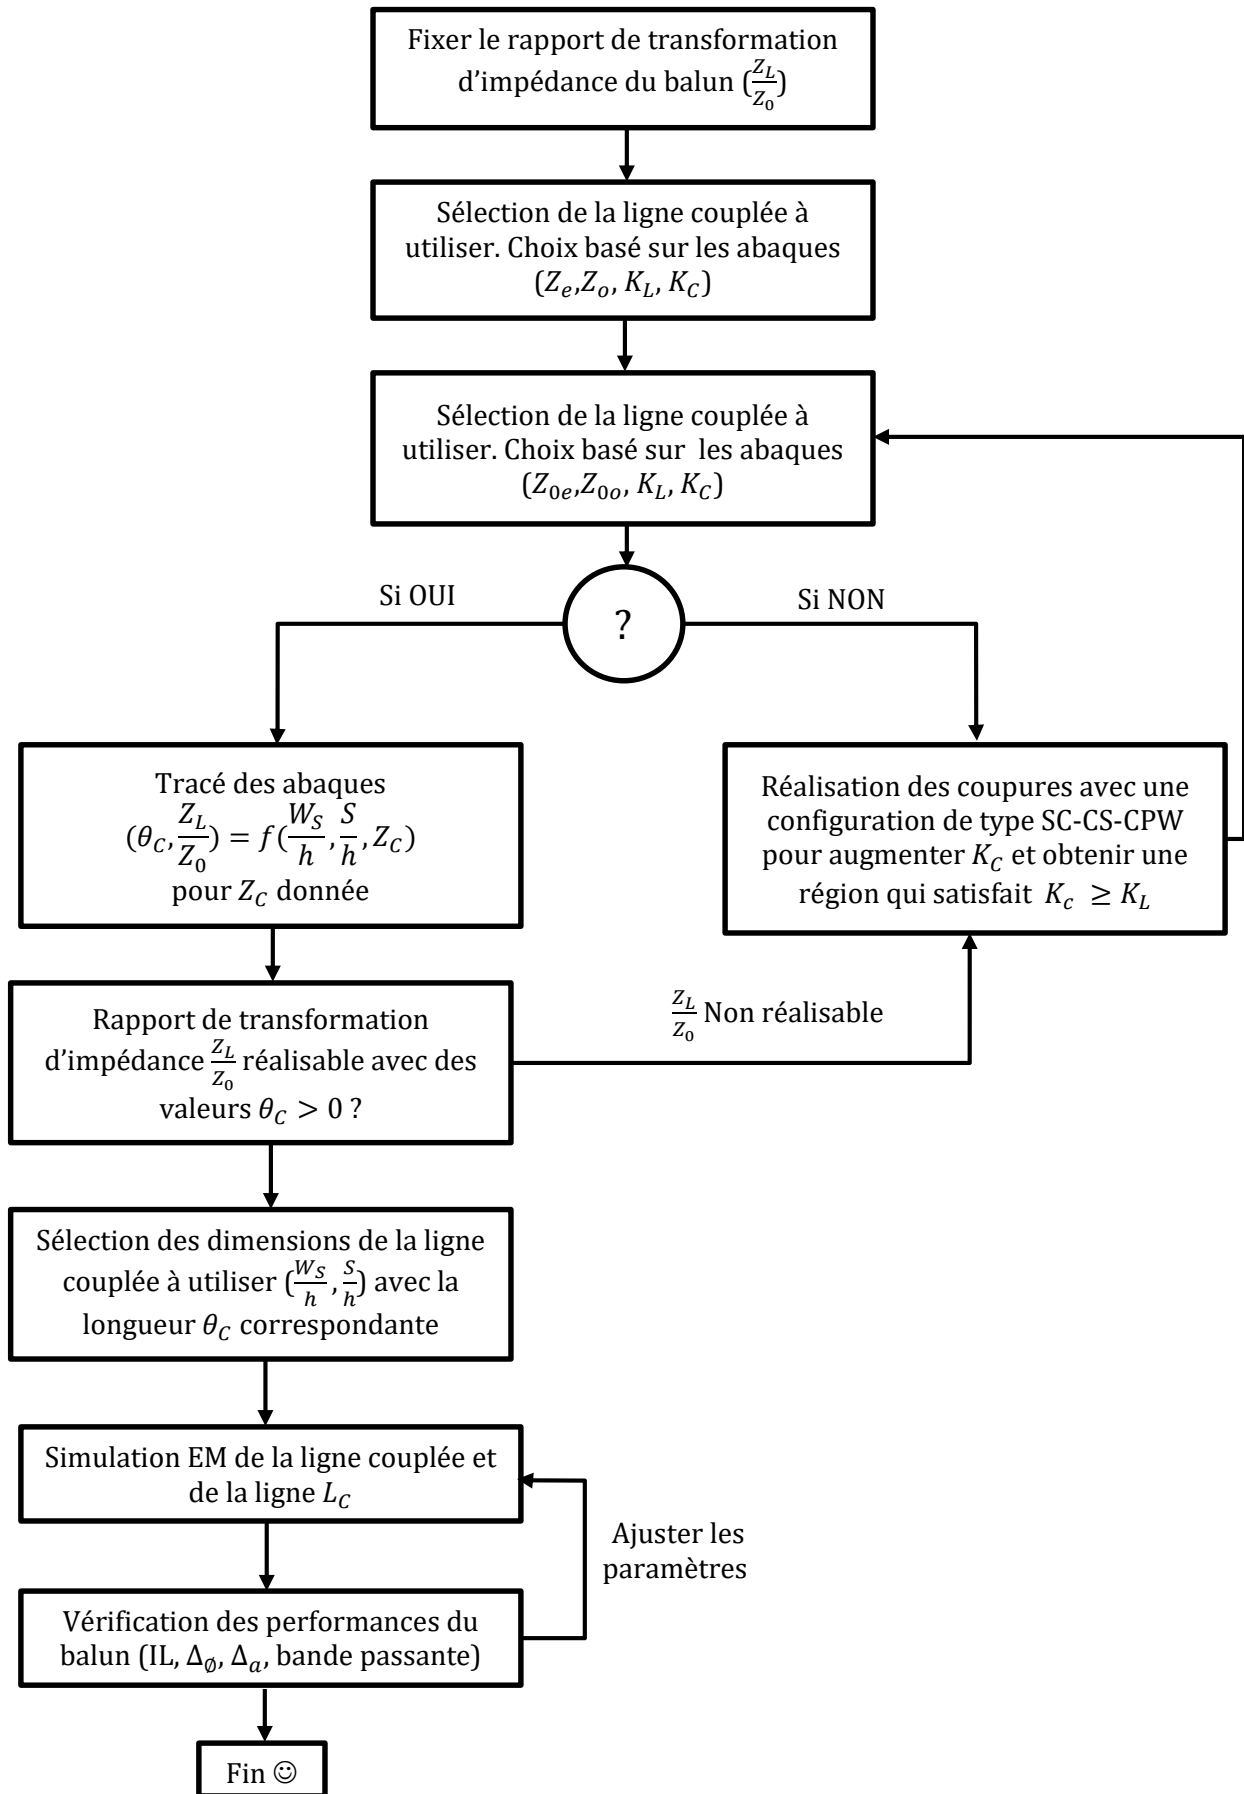 Fixer le rapport de transformation
d'impédance du balun (Z_L/Z_0)
Sélection de la ligne couplée à
utiliser. Choix basé sur les abaques
(Z_e,Z_o, K_L, K_C)
Sélection de la ligne couplée à
utiliser. Choix basé sur les abaques
(Z_0e,Z_0o, K_L, K_C)
Si OUI
?
Si NON
Tracé des abaques
(θ_C, Z_L/Z_0) = f(W_S/h, S/h, Z_C)
pour Z_C donnée
Réalisation des coupures avec une
configuration de type SC-CS-CPW
pour augmenter K_C et obtenir une
région qui satisfait K_c ≥ K_L
Rapport de transformation
d'impédance Z_L/Z_0 réalisable avec des
valeurs θ_C > 0 ?
Z_L/Z_0 Non réalisable
Sélection des dimensions de la ligne
couplée à utiliser (W_S/h, S/h) avec la
longueur θ_C correspondante
Simulation EM de la ligne couplée et
de la ligne L_C
Ajuster les
paramètres
Vérification des performances du
balun (IL, Δ_∅, Δ_a, bande passante)
Fin ☺